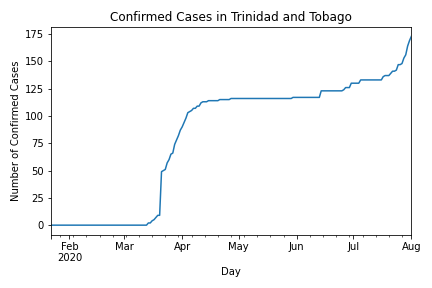 Confirmed Cases in Trinidad and Tobago
Number of Confirmed Cases
175
150
125
100
75
50
25
0
Feb Mar Apr May Jun Jul Aug
2020
Day